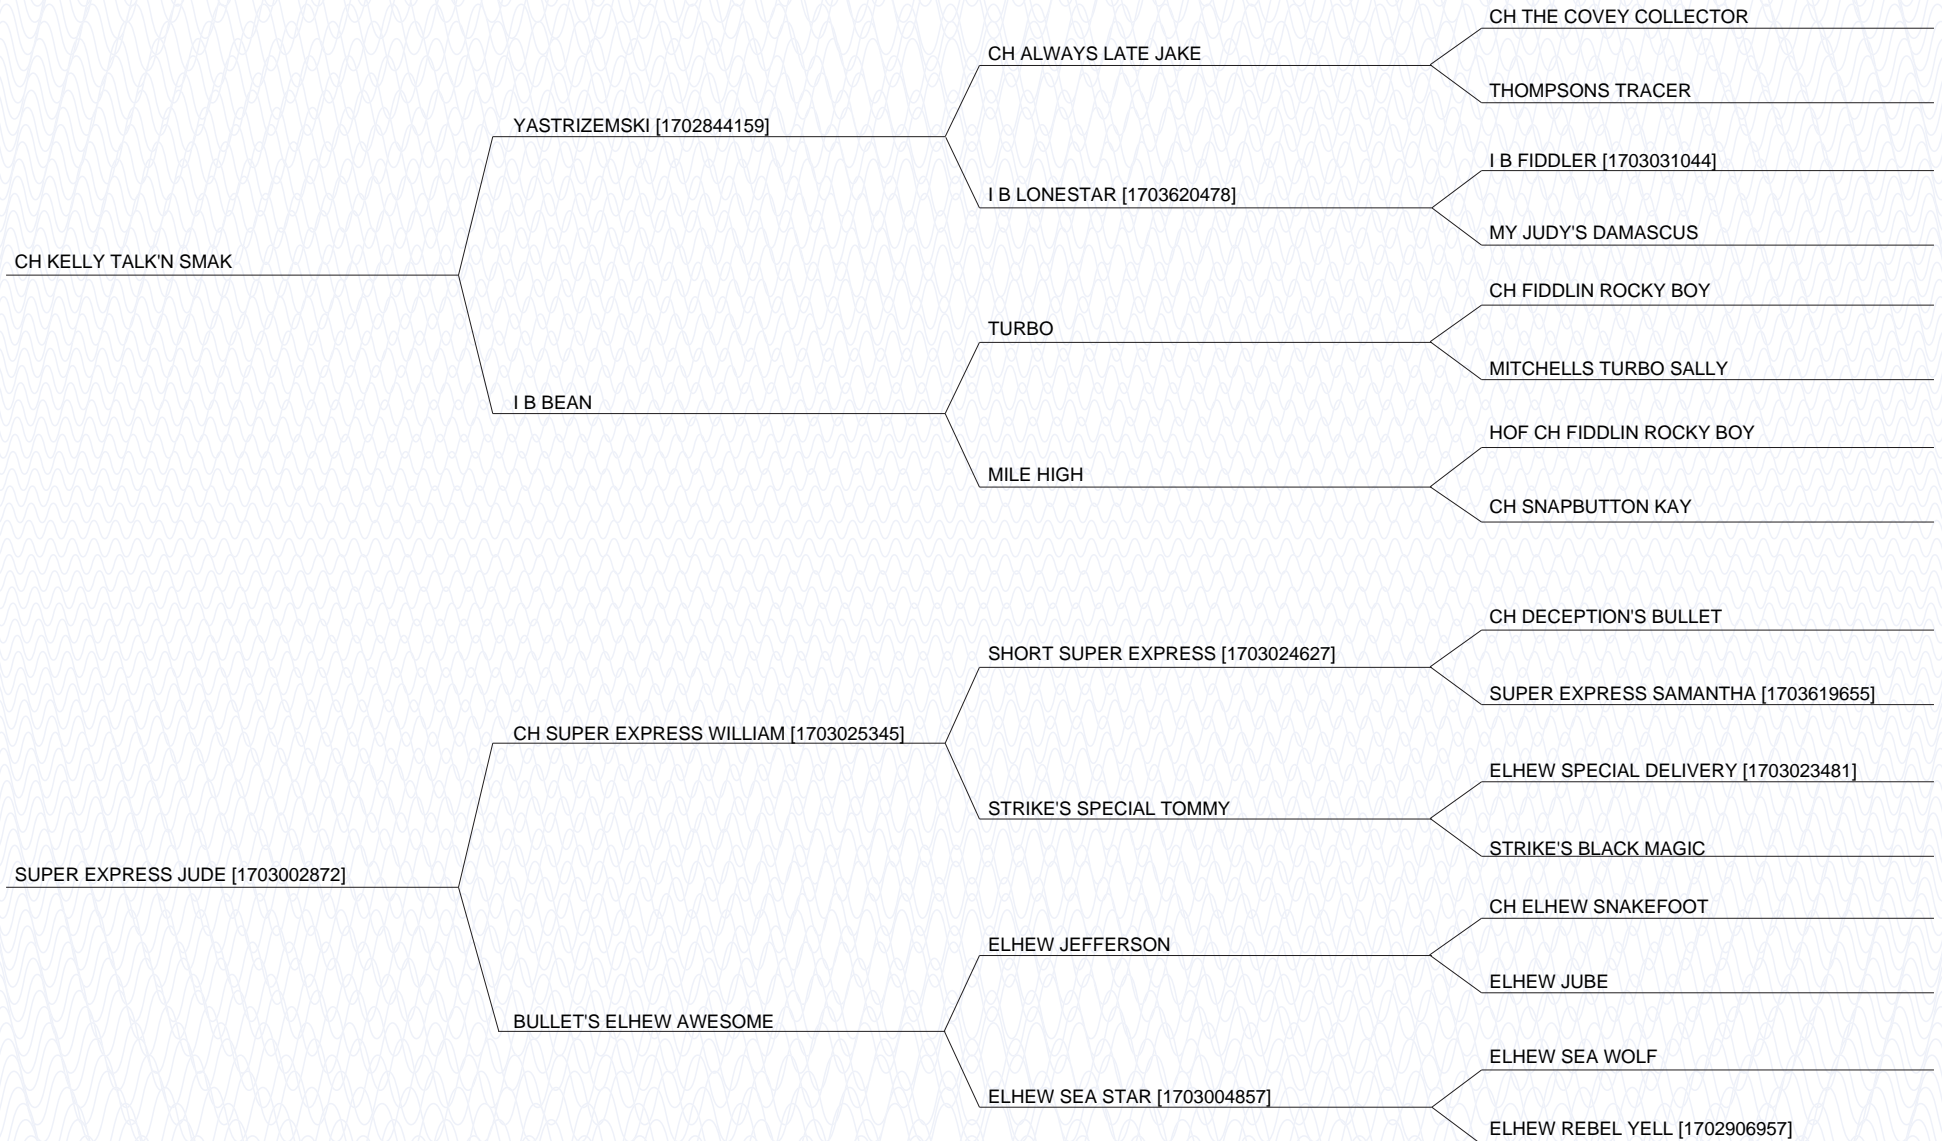 CH THE COVEY COLLECTOR
CH ALWAYS LATE JAKE
THOMPSONS TRACER
YASTRIZEMSKI [1702844159]
I B FIDDLER [1703031044]
I B LONESTAR [1703620478]
MY JUDY'S DAMASCUS
CH KELLY TALK'N SMAK
CH FIDDLIN ROCKY BOY
TURBO
MITCHELLS TURBO SALLY
I B BEAN
HOF CH FIDDLIN ROCKY BOY
MILE HIGH
CH SNAPBUTTON KAY
CH DECEPTION'S BULLET
SHORT SUPER EXPRESS [1703024627]
SUPER EXPRESS SAMANTHA [1703619655]
CH SUPER EXPRESS WILLIAM [1703025345]
ELHEW SPECIAL DELIVERY [1703023481]
STRIKE'S SPECIAL TOMMY
STRIKE'S BLACK MAGIC
SUPER EXPRESS JUDE [1703002872]
CH ELHEW SNAKEFOOT
ELHEW JEFFERSON
ELHEW JUBE
BULLET'S ELHEW AWESOME
ELHEW SEA WOLF
ELHEW SEA STAR [1703004857]
ELHEW REBEL YELL [1702906957]